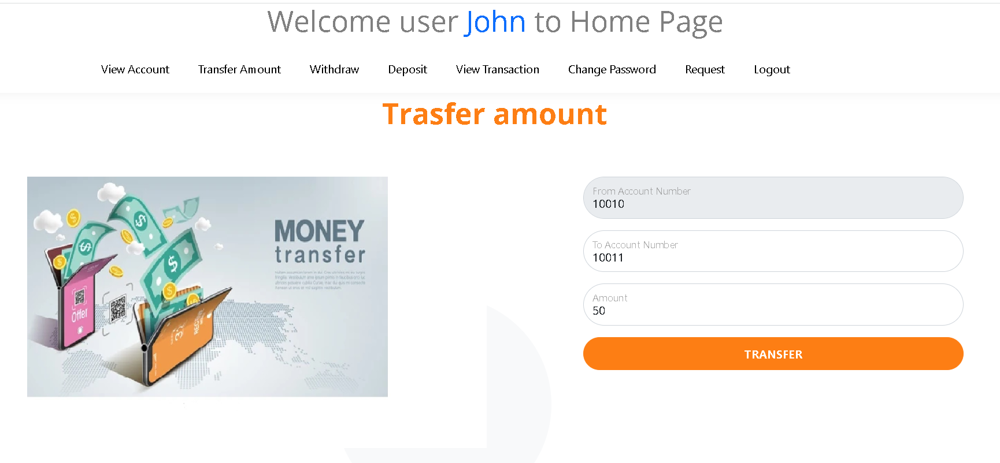 Welcome user John to Home Page
View Account Transfer Amount Withdraw Deposit View Transaction Change Password Request Logout
Trasfer amount
MONEY
transfer
Offer
RECEIVE
From Account Number
10010
To Account Number
10011
Amount
50
TRANSFER